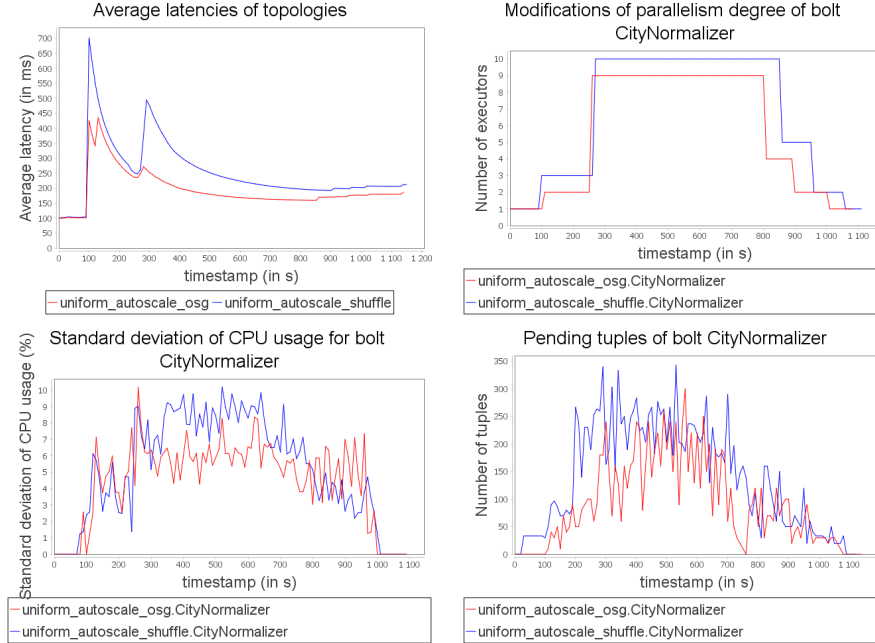 Average latencies of topologies
Average latency (in ms)
700
650
600
550
500
450
400
350
300
250
200
150
100
50
0
0 100 200 300 400 500 600 700 800 900 1 000 1 100 1 200
timestamp (in s)
uniform_autoscale_osg uniform_autoscale_shuffle
Modifications of parallelism degree of bolt
CityNormalizer
Number of executors
10
9
8
7
6
5
4
3
2
1
0 100 200 300 400 500 600 700 800 900 1 000 1 100
timestamp (in s)
uniform_autoscale_osg.CityNormalizer
uniform_autoscale_shuffle.CityNormalizer
Standard deviation of CPU usage for bolt
CityNormalizer
Standard deviation of CPU usage (%)
10
9
8
7
6
5
4
3
2
1
0
0 100 200 300 400 500 600 700 800 900 1 000 1 100
timestamp (in s)
uniform_autoscale_osg.CityNormalizer
uniform_autoscale_shuffle.CityNormalizer
Pending tuples of bolt CityNormalizer
Number of tuples
350
300
250
200
150
100
50
0
0 100 200 300 400 500 600 700 800 900 1 000 1 100
timestamp (in s)
uniform_autoscale_osg.CityNormalizer
uniform_autoscale_shuffle.CityNormalizer